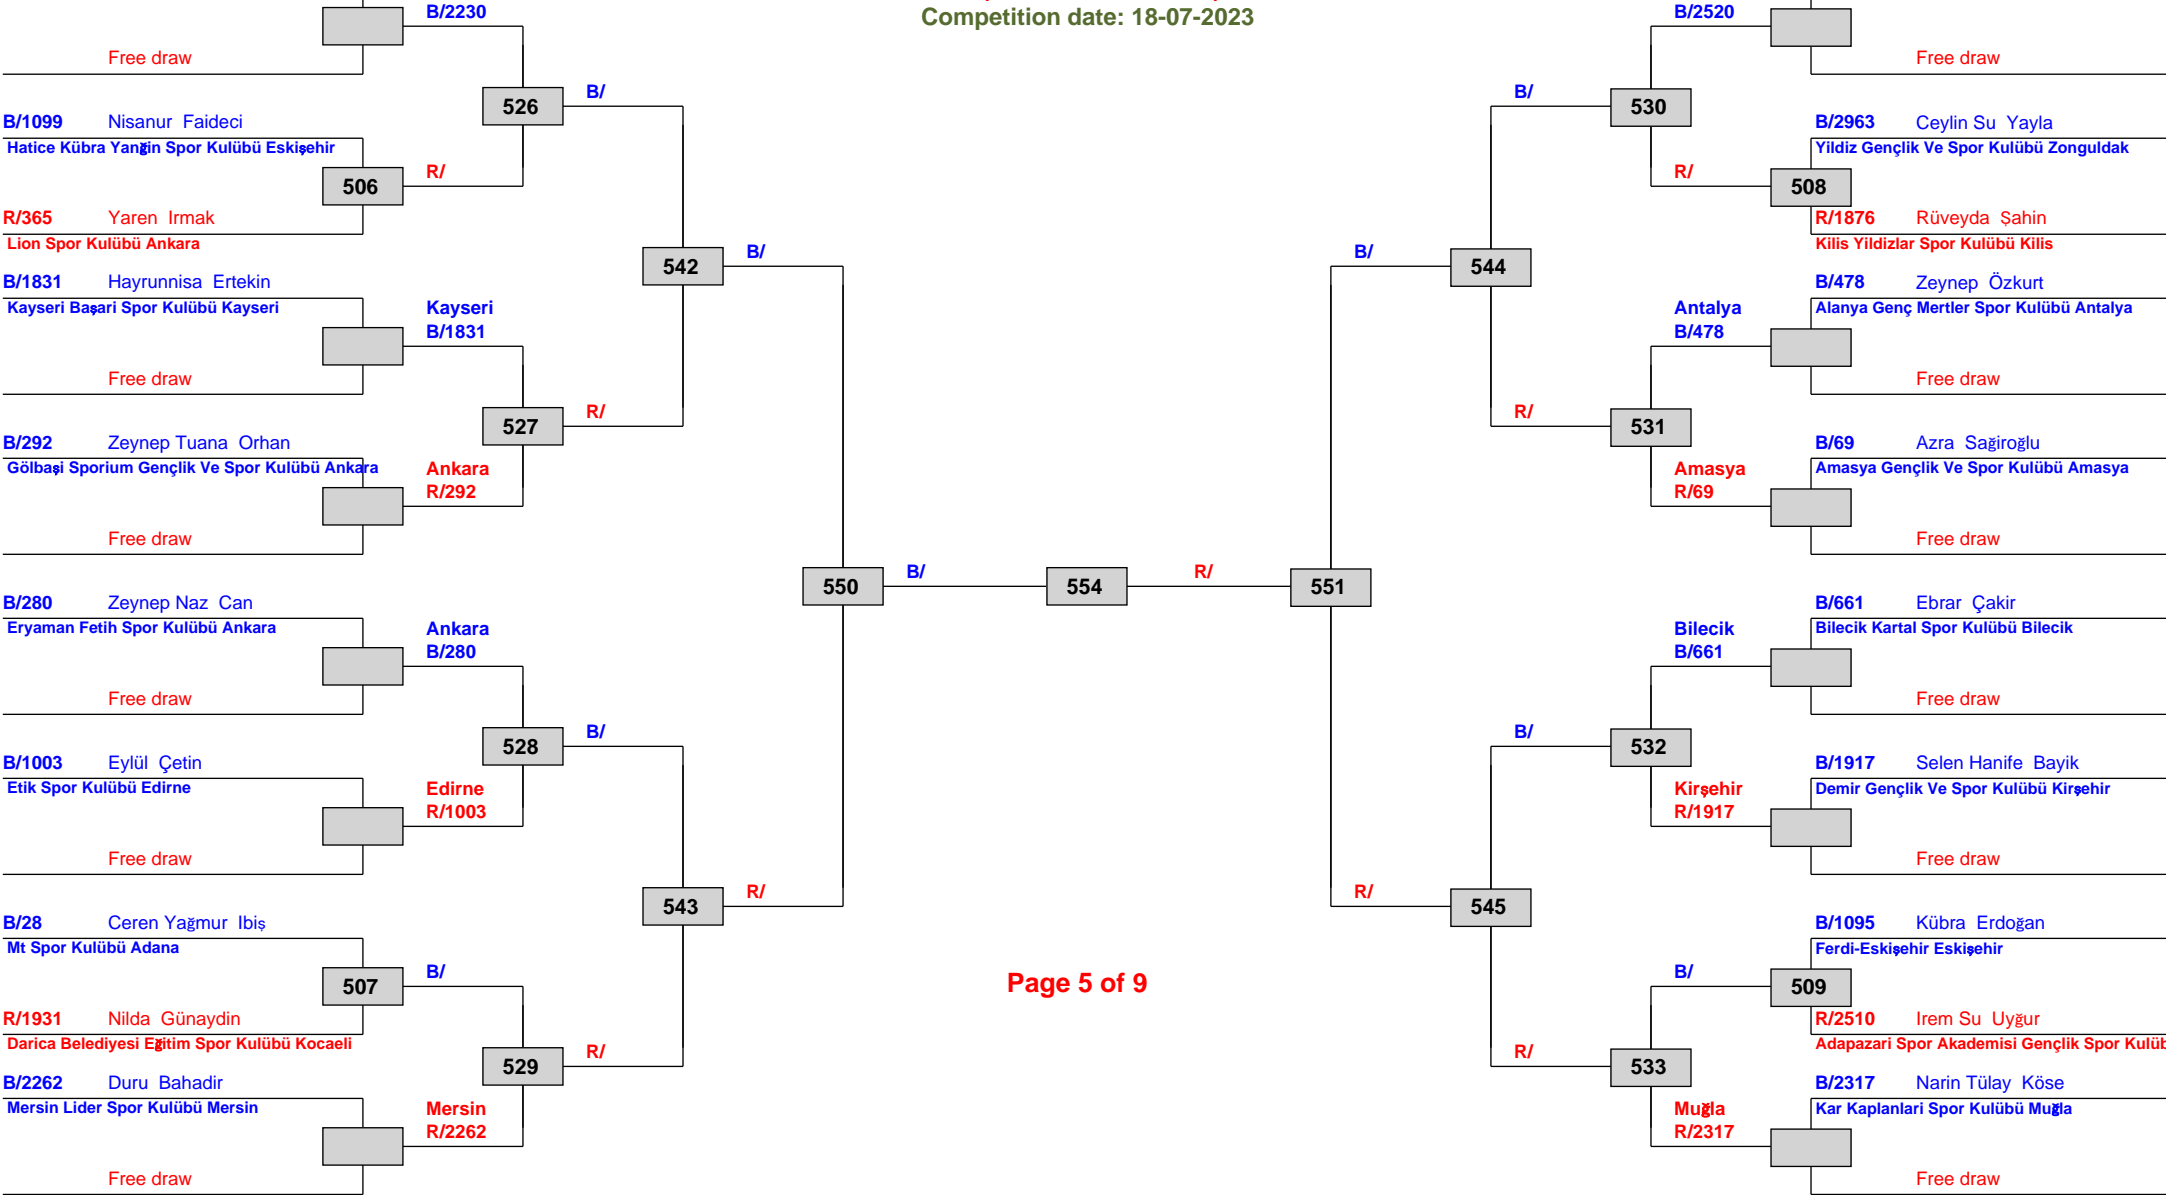 Competition date: 18-07-2023
B/2230
Free draw
526
B/
B/1099 Nisanur Faideci
Hatice Kübra Yanğin Spor Kulübü Eskişehir
506
R/
R/365 Yaren Irmak
Lion Spor Kulübü Ankara
542
B/
B/1831 Hayrunnisa Ertekin
Kayseri Başari Spor Kulübü Kayseri
Kayseri
B/1831
Free draw
527
R/
B/292 Zeynep Tuana Orhan
Gölbaşi Sporium Gençlik Ve Spor Kulübü Ankara
Ankara
R/292
Free draw
550
B/
554
R/
551
B/280 Zeynep Naz Can
Eryaman Fetih Spor Kulübü Ankara
Ankara
B/280
Free draw
528
B/
B/1003 Eylül Çetin
Etik Spor Kulübü Edirne
Edirne
R/1003
Free draw
543
R/
B/28 Ceren Yağmur Ibiş
Mt Spor Kulübü Adana
507
B/
R/1931 Nilda Günaydin
Darica Belediyesi Eğitim Spor Kulübü Kocaeli
529
R/
B/2262 Duru Bahadir
Mersin Lider Spor Kulübü Mersin
Mersin
R/2262
Free draw
Page 5 of 9
B/2520
Free draw
B/
530
B/2963 Ceylin Su Yayla
Yildiz Gençlik Ve Spor Kulübü Zonguldak
R/
508
R/1876 Rüveyda Şahin
Kilis Yildizlar Spor Kulübü Kilis
B/
544
B/478 Zeynep Özkurt
Alanya Genç Mertler Spor Kulübü Antalya
Antalya
B/478
Free draw
R/
531
B/69 Azra Sağiroğlu
Amasya Gençlik Ve Spor Kulübü Amasya
Amasya
R/69
Free draw
B/661 Ebrar Çakir
Bilecik Kartal Spor Kulübü Bilecik
Bilecik
B/661
Free draw
B/
532
B/1917 Selen Hanife Bayik
Demir Gençlik Ve Spor Kulübü Kirşehir
Kirşehir
R/1917
Free draw
R/
545
B/1095 Kübra Erdoğan
Ferdi-Eskişehir Eskişehir
B/
509
R/2510 Irem Su Uyğur
Adapazari Spor Akademisi Gençlik Spor Kulüb
R/
533
B/2317 Narin Tülay Köse
Kar Kaplanlari Spor Kulübü Muğla
Muğla
R/2317
Free draw